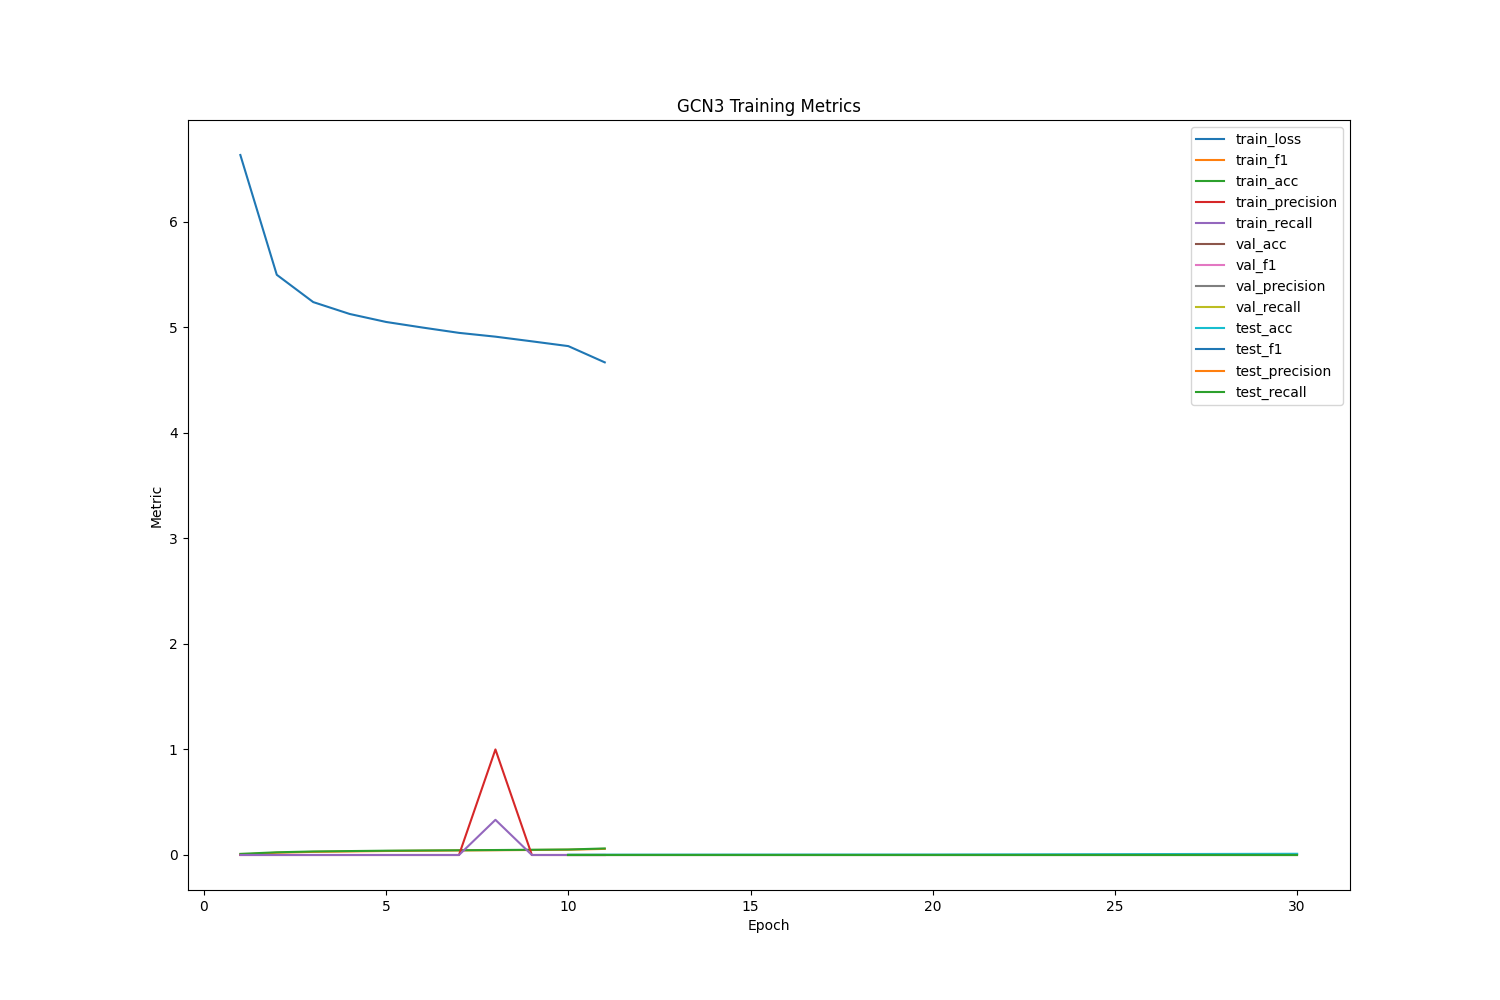 GCN3 Training Metrics
train_loss
train_f1
train_acc
train_precision
train_recall
val_acc
val_f1
val_precision
val_recall
test_acc
test_f1
test_precision
test_recall
6
5
4
3
2
1
0
Metric
0 5 10 15 20 25 30
Epoch